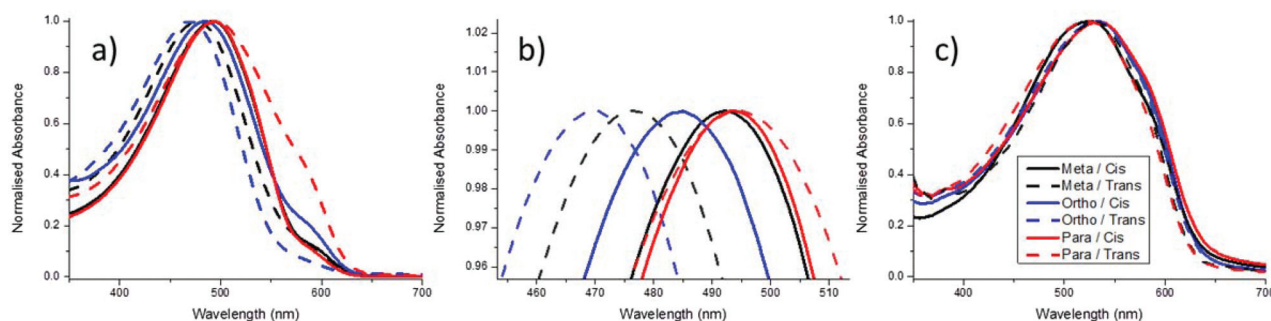 a)
Normalised Absorbance
1.0
0.8
0.6
0.4
0.2
0.0
400
500
600
700
Wavelength (nm)
b)
Normalised Absorbance
1.02
1.01
1.00
0.99
0.98
0.97
0.96
460
470
480
490
500
510
Wavelength (nm)
c)
Normalised Absorbance
1.0
0.8
0.6
0.4
0.2
0.0
400
500
600
700
Wavelength (nm)
Meta / Cis
Meta / Trans
Ortho / Cis
Ortho / Trans
Para / Cis
Para / Trans